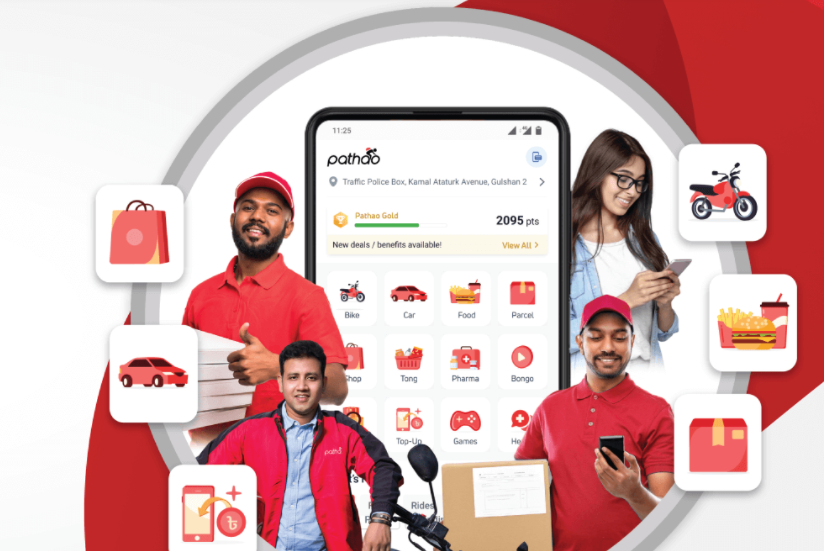 11:25
pathao
Traffic Police Box, Kamal Ataturk Avenue, Gulshan 2
Pathao Gold
2095 pts
New deals / benefits available!
View All
Bike
Car
Food
Parcel
Tong
Pharma
Bongo
Top-Up
Games
Rides
pathao
৳